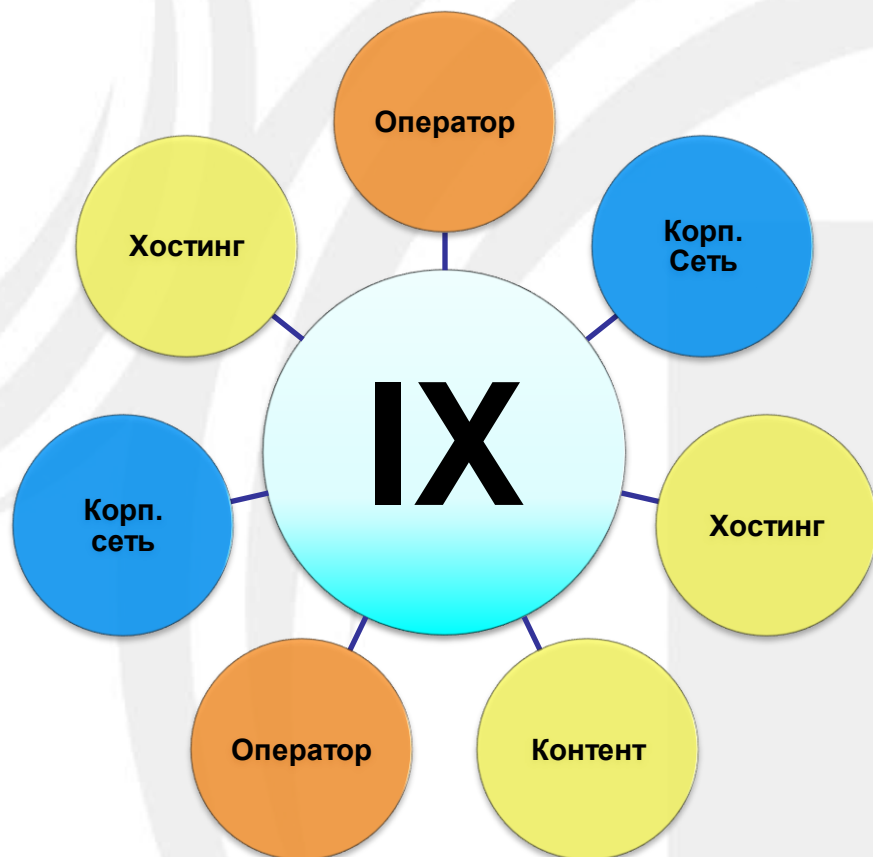 Оператор
Хостинг
Корп.
Сеть
IX
Корп.
сеть
Хостинг
Оператор
Контент